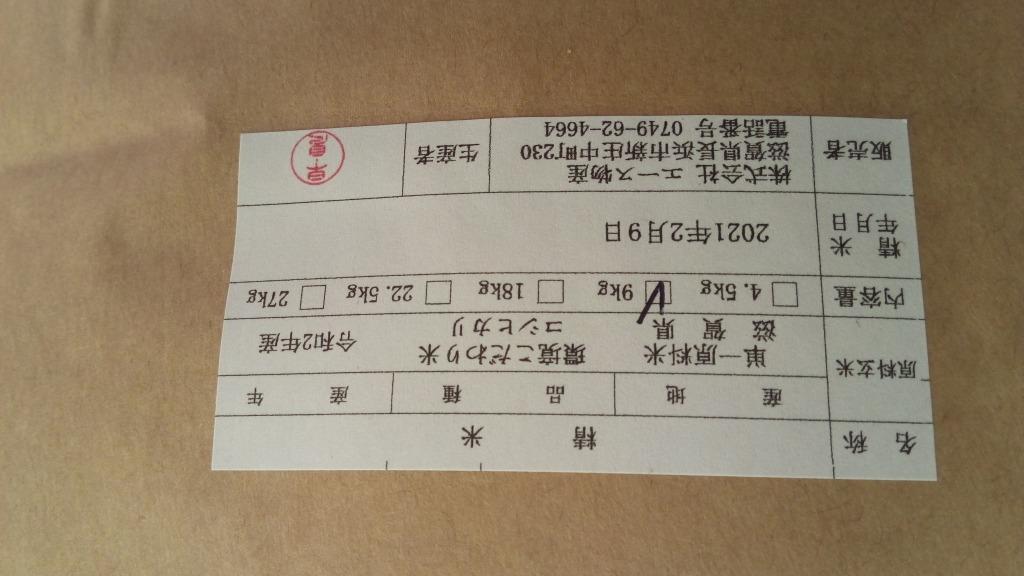 名称 精米
原料玄米 産地 品種 産年
単一原料米 環境こだわり米 令和2年産
滋賀県 コシヒカリ
内容量 □ 4.5kg □ 9kg □ 18kg □ 22.5kg □ 27kg
精米
年月日 2021年2月9日
販売者 株式会社 エース物産
滋賀県長浜市新庄中町230
電話番号 0749-62-4664
生産者